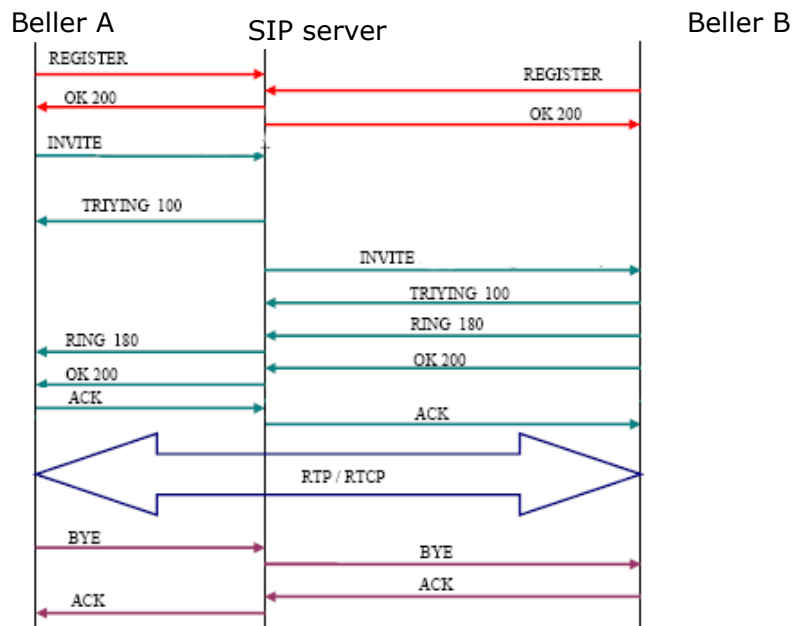 Beller A
SIP server
Beller B
REGISTER
REGISTER
OK 200
OK 200
INVITE
TRIYING 100
INVITE
TRIYING 100
RING 180
RING 180
OK 200
OK 200
ACK
ACK
RTP / RTCP
BYE
BYE
ACK
ACK